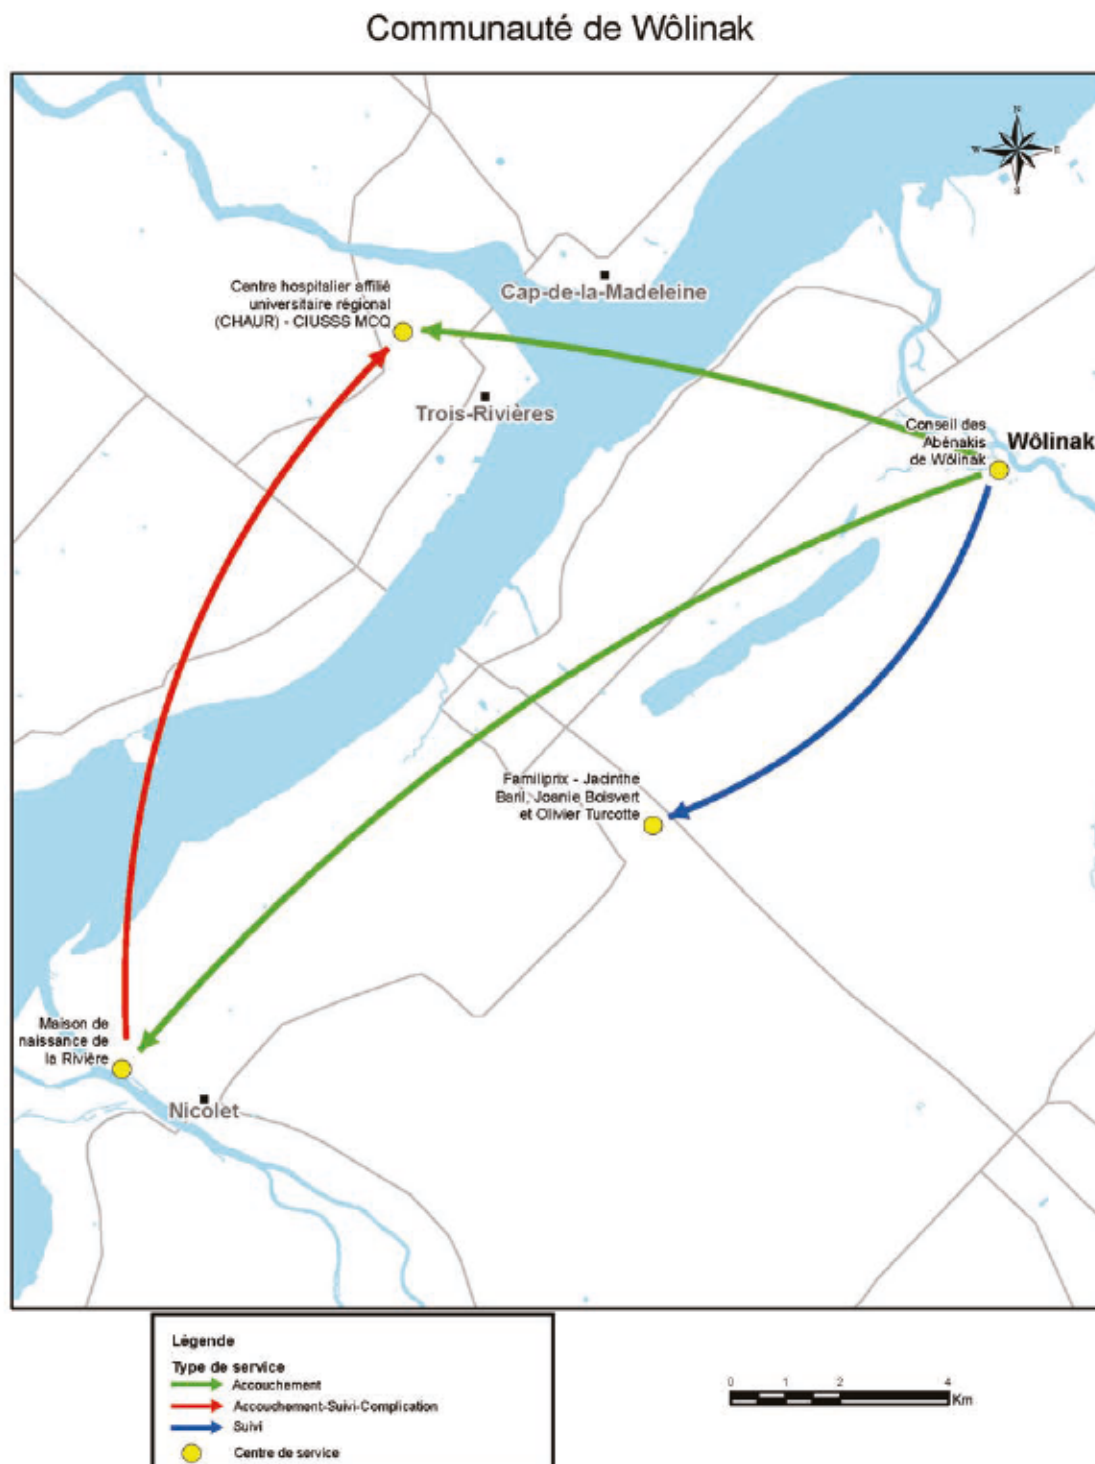 Communauté de Wôlinak
N
W
E
S
Centre hospitalier affilié
universitaire régional
(CHAUR) - CIUSSS MCQ
Cap-de-la-Madeleine
Trois-Rivières
Conseil des
Abénakis
de Wôlinak
Wôlinak
Familiprix - Jacinthe
Baril, Joanie Boisvert
et Olivier Turcotte
Maison de
naissance de
la Rivière
Nicolet
Légende
Type de service
Accouchement
Accouchement-Suivi-Complication
Suivi
Centre de service
0 1 2 4
Km